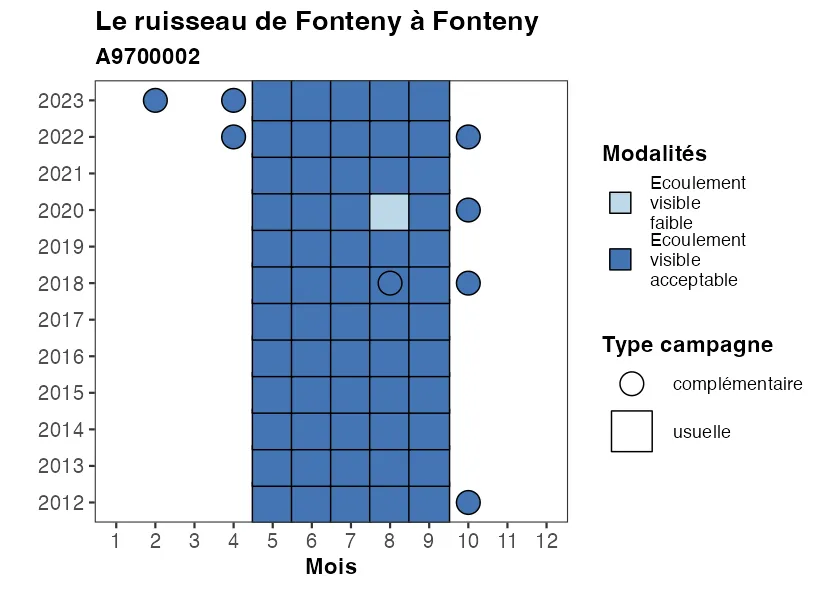 Le ruisseau de Fonteny à Fonteny
A9700002
2023
2022
2021
2020
2019
2018
2017
2016
2015
2014
2013
2012
1 2 3 4 5 6 7 8 9 10 11 12
Mois
Modalités
Ecoulement
visible
faible
Ecoulement
visible
acceptable
Type campagne
complémentaire
usuelle